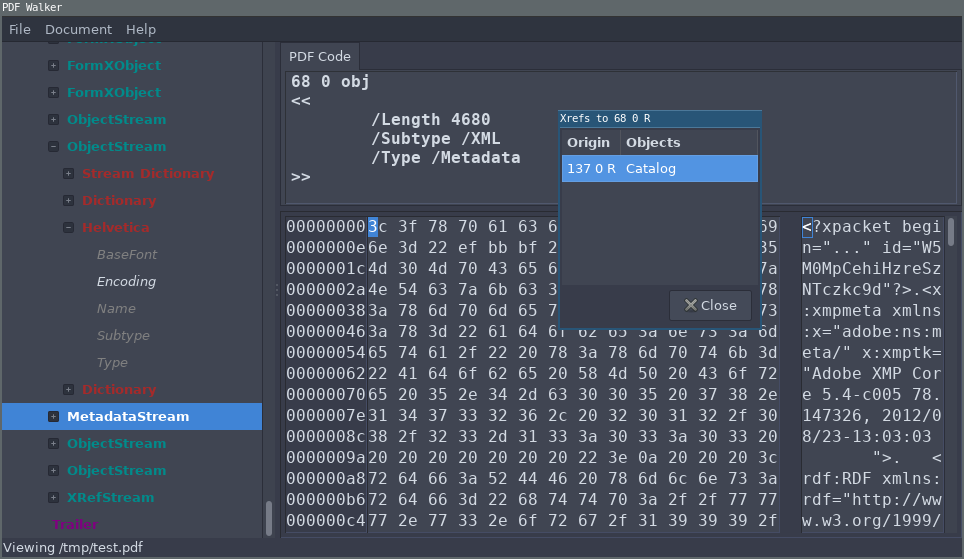 PDF Walker
File Document Help
FormXObject
FormXObject
FormXObject
ObjectStream
ObjectStream
Stream Dictionary
Dictionary
Helvetica
BaseFont
Encoding
Name
Subtype
Type
Dictionary
MetadataStream
ObjectStream
ObjectStream
XRefStream
Trailer
PDF Code
68 0 obj
<<
/Length 4680
/Subtype /XML
/Type /Metadata
>>
Xrefs to 68 0 R
Origin Objects
137 0 R Catalog
Close
00000000 3c 3f 78 70 61 63 6 69 <?xpacket begi
0000000e 6e 3d 22 ef bb bf 2 35 n="..." id="W5
0000001c 4d 30 4d 70 43 65 6 7a M0MpCehiHzreSz
0000002a 4e 54 63 7a 6b 63 3 78 NTczkc9d"?>.<x
00000038 3a 78 6d 70 6d 65 7 73 :xmpmeta xmlns
00000046 3a 78 3d 22 61 64 6f 62 65 3a 6e 73 3a 6d :x="adobe:ns:m
00000054 65 74 61 2f 22 20 78 3a 78 6d 70 74 6b 3d eta/" x:xmptk=
00000062 22 41 64 6f 62 65 20 58 4d 50 20 43 6f 72 "Adobe XMP Cor
00000070 65 20 35 2e 34 2d 63 30 30 35 20 37 38 2e e 5.4-c005 78.
0000007e 31 34 37 33 32 36 2c 20 32 30 31 32 2f 30 147326, 2012/0
0000008c 38 2f 32 33 2d 31 33 3a 30 33 3a 30 33 20 8/23-13:03:03
0000009a 20 20 20 20 20 20 20 22 3e 0a 20 20 20 3c ">. <
000000a8 72 64 66 3a 52 44 46 20 78 6d 6c 6e 73 3a rdf:RDF xmlns:
000000b6 72 64 66 3d 22 68 74 74 70 3a 2f 2f 77 77 rdf="http://ww
000000c4 77 2e 77 33 2e 6f 72 67 2f 31 39 39 39 2f w.w3.org/1999/
Viewing /tmp/test.pdf